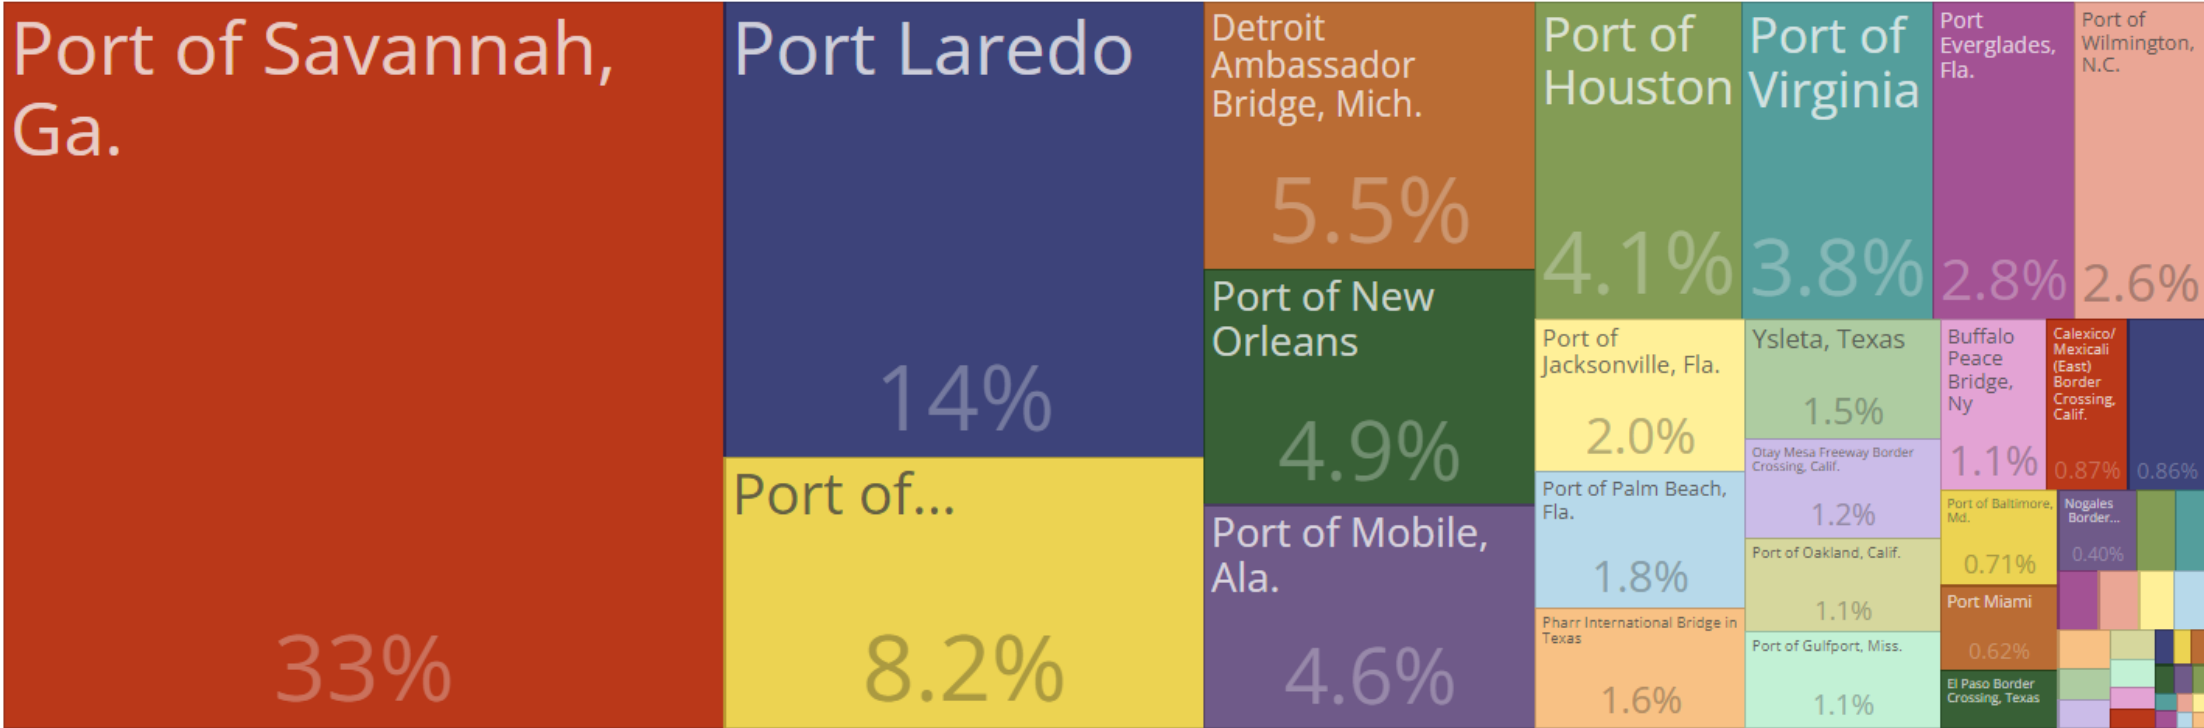 Port of Savannah,
Ga.
33%
Port Laredo
14%
Port of...
8.2%
Detroit
Ambassador
Bridge, Mich.
5.5%
Port of New
Orleans
4.9%
Port of Mobile,
Ala.
4.6%
Port of
Houston
4.1%
Port of
Virginia
3.8%
Port
Everglades,
Fla.
2.8%
Port of
Wilmington,
N.C.
2.6%
Port of
Jacksonville, Fla.
2.0%
Port of Palm Beach,
Fla.
1.8%
Pharr International Bridge in
Texas
1.6%
Ysleta, Texas
1.5%
Otay Mesa Freeway Border
Crossing, Calif.
1.2%
Port of Oakland, Calif.
1.1%
Port of Gulfport, Miss.
1.1%
Buffalo
Peace
Bridge,
Ny
1.1%
Calexico/
Mexicali
(East)
Border
Crossing,
Calif.
0.87%
0.86%
Port of Baltimore,
Md.
0.71%
Nogales
Border...
0.40%
Port Miami
0.62%
El Paso Border
Crossing, Texas